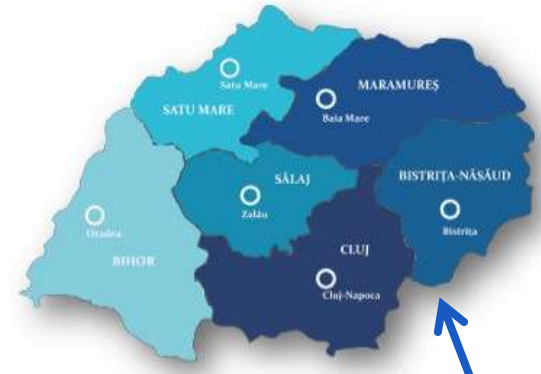 Satu Mare
SATU MARE
MARAMUREȘ
Baia Mare
SĂLAJ
Zalău
BISTRIȚA-NĂSĂUD
Bistrița
Oradea
BIHOR
CLUJ
Cluj-Napoca